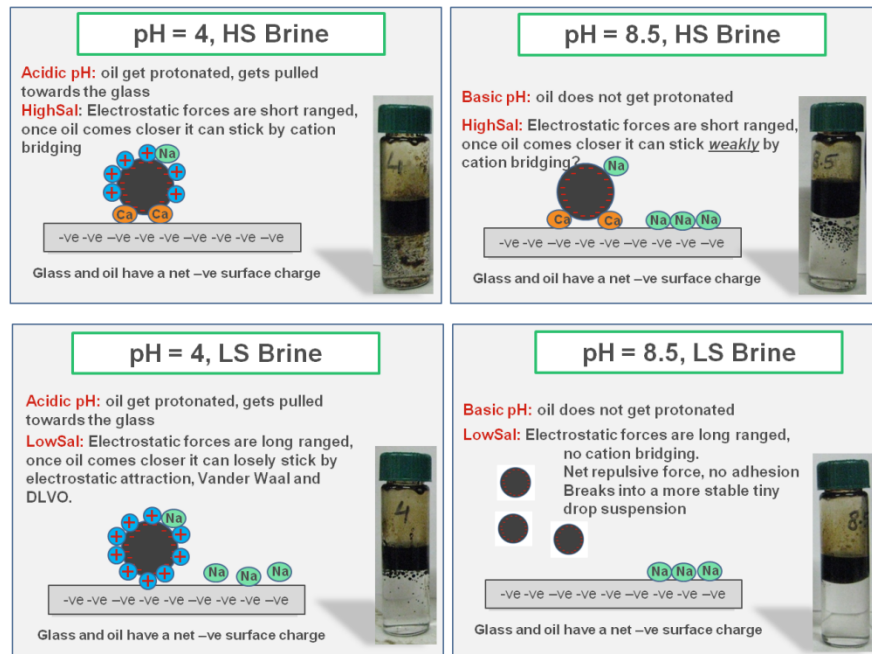 pH = 4, HS Brine
Acidic pH: oil get protonated, gets pulled
towards the glass
HighSal: Electrostatic forces are short ranged,
once oil comes closer it can stick by cation
bridging
+ + + + + + + Na
Ca Ca
-ve -ve –ve -ve –ve -ve -ve –ve
Glass and oil have a net –ve surface charge
4
pH = 8.5, HS Brine
Basic pH: oil does not get protonated
HighSal: Electrostatic forces are short ranged,
once oil comes closer it can stick weakly by
cation bridging?
Na
Ca Ca Na Na Na
-ve -ve –ve -ve –ve -ve -ve –ve
Glass and oil have a net –ve surface charge
8.5
pH = 4, LS Brine
Acidic pH: oil get protonated, gets pulled
towards the glass
LowSal: Electrostatic forces are long ranged,
once oil comes closer it can losely stick by
electrostatic attraction, Vander Waal and
DLVO.
+ + + + + + + + + Na
Na Na Na
-ve -ve –ve -ve –ve -ve -ve –ve
Glass and oil have a net –ve surface charge
4
pH = 8.5, LS Brine
Basic pH: oil does not get protonated
LowSal: Electrostatic forces are long ranged,
no cation bridging.
Net repulsive force, no adhesion
Breaks into a more stable tiny
drop suspension
Na Na Na
-ve -ve –ve -ve –ve -ve -ve –ve
Glass and oil have a net –ve surface charge
8.5